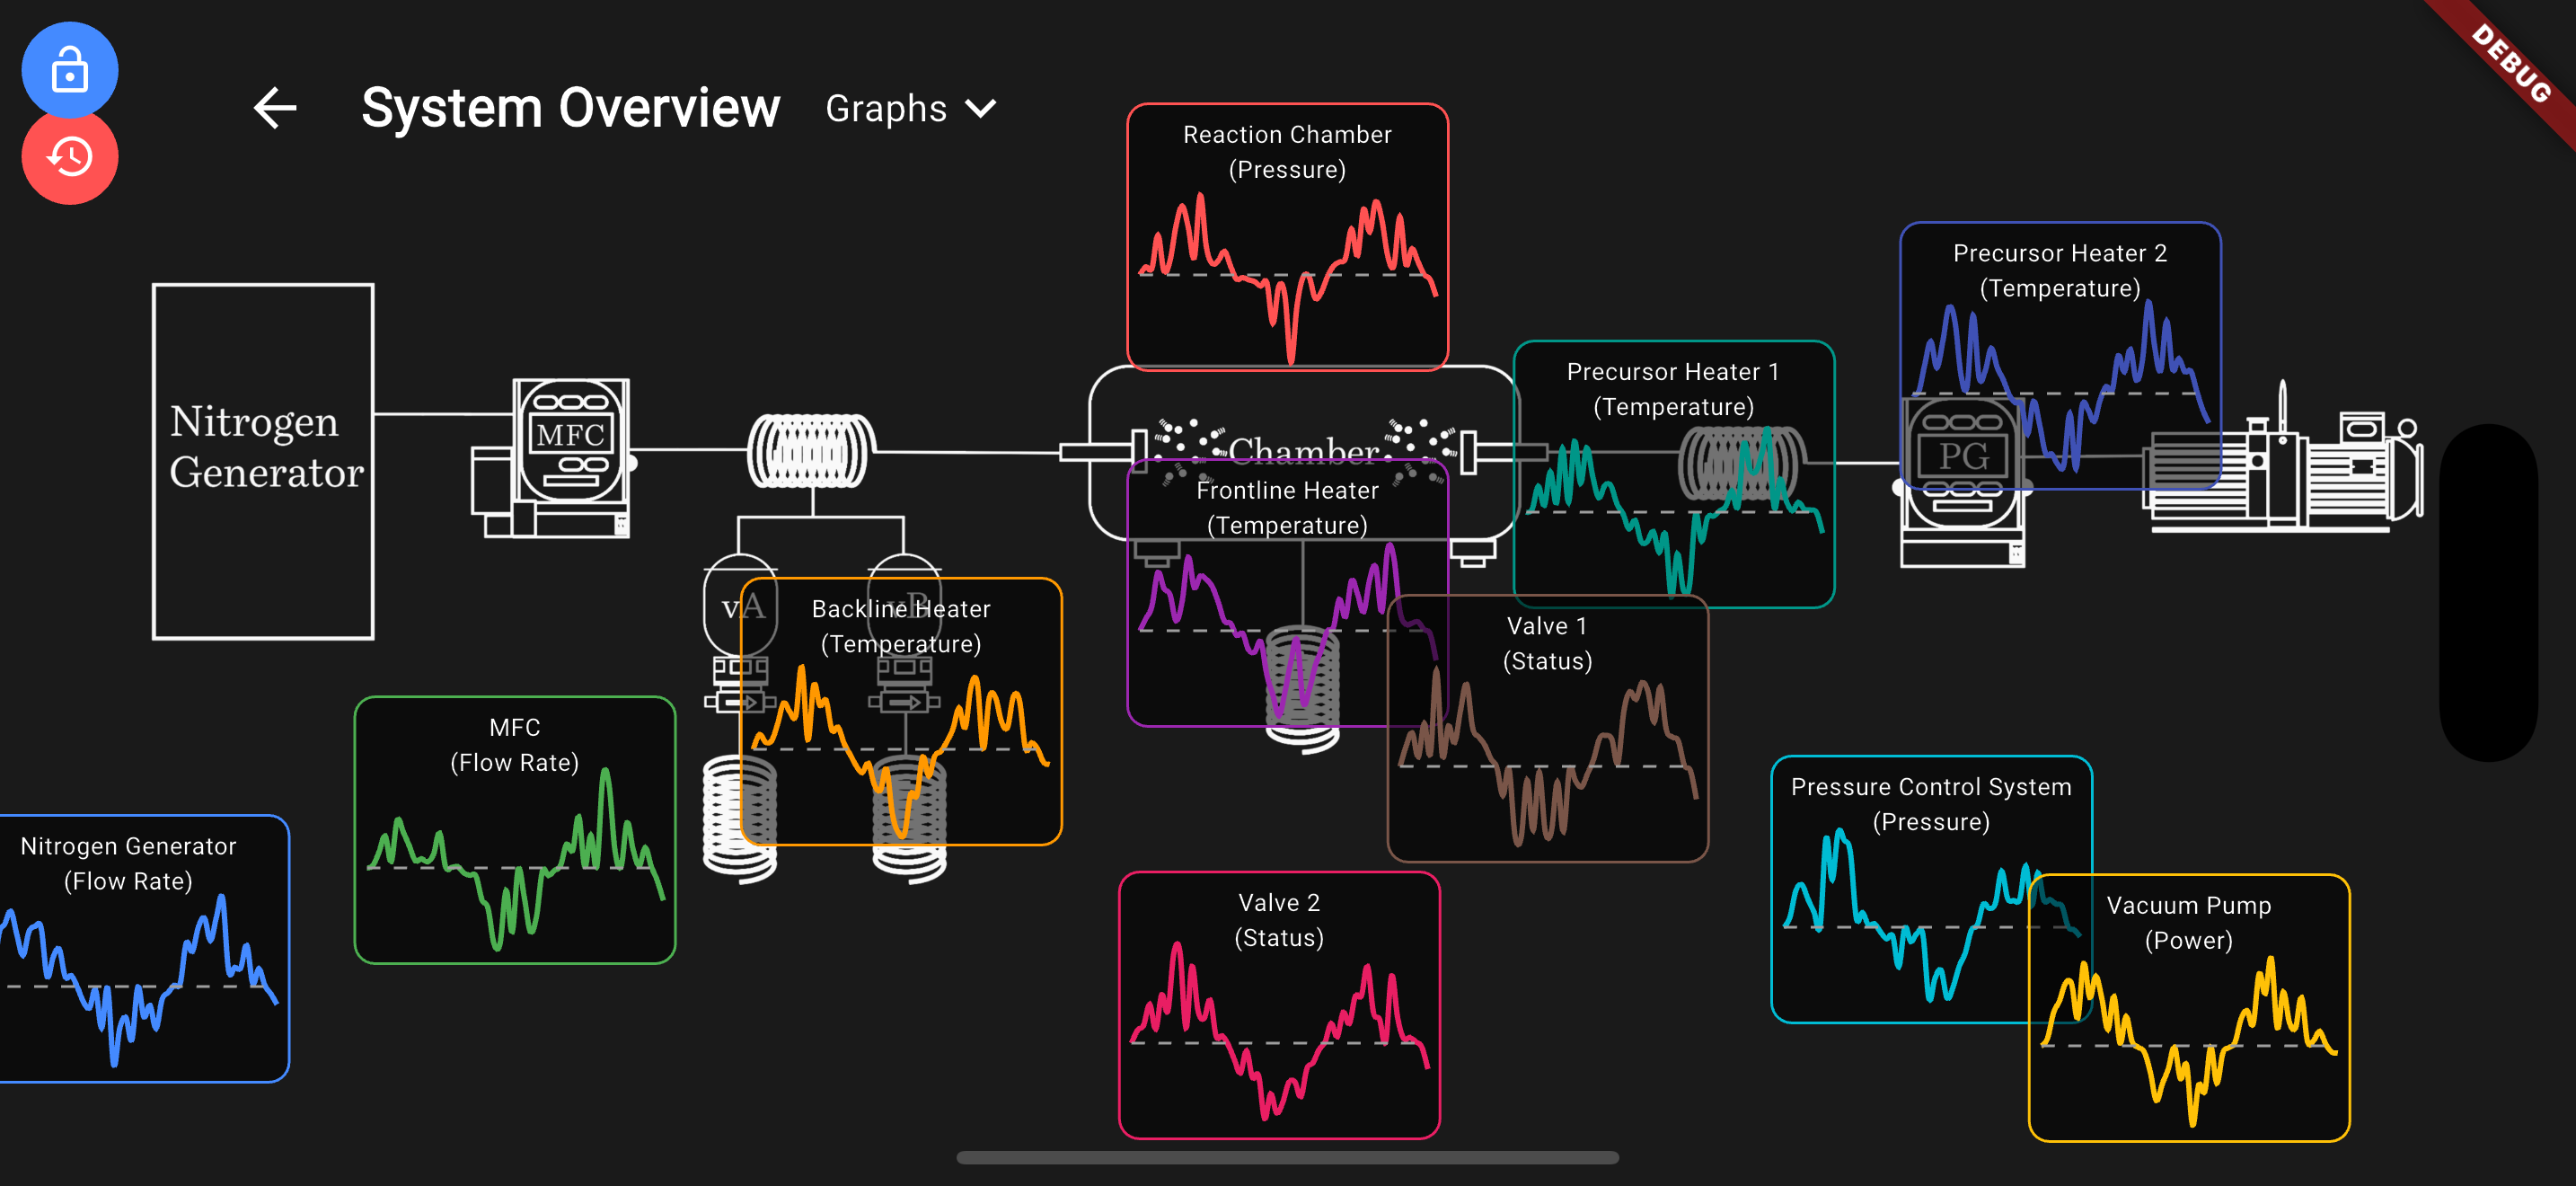 DEBUG
System Overview
Graphs
Reaction Chamber
(Pressure)
Precursor Heater 2
(Temperature)
Nitrogen
Generator
MFC
Chamber
Precursor Heater 1
(Temperature)
PG
Frontline Heater
(Temperature)
vA
vB
Backline Heater
(Temperature)
Valve 1
(Status)
MFC
(Flow Rate)
Pressure Control System
(Pressure)
Nitrogen Generator
(Flow Rate)
Valve 2
(Status)
Vacuum Pump
(Power)